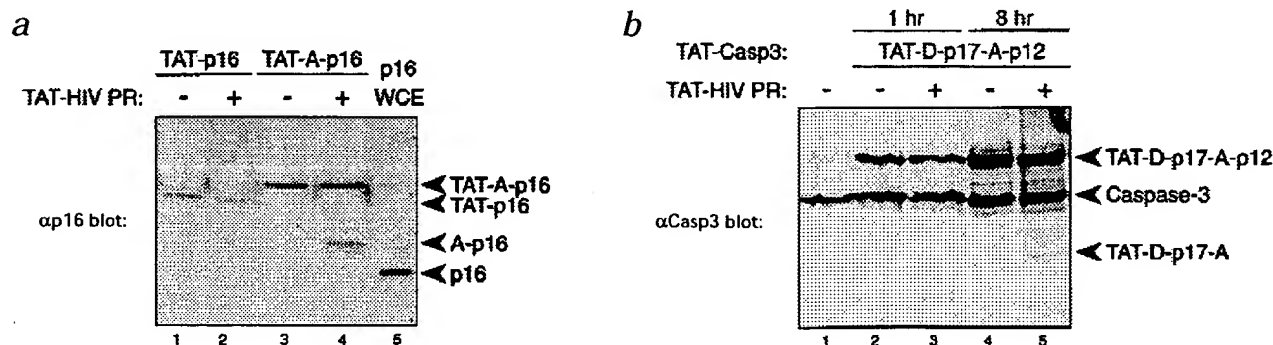 a
TAT-p16 TAT-A-p16 p16
TAT-HIV PR: - + - + WCE
TAT-A-p16
TAT-p16
αp16 blot:
A-p16
p16
1 2 3 4 5
b
1 hr 8 hr
TAT-Casp3: TAT-D-p17-A-p12
TAT-HIV PR: - - + - +
TAT-D-p17-A-p12
Caspase-3
αCasp3 blot:
TAT-D-p17-A
1 2 3 4 5